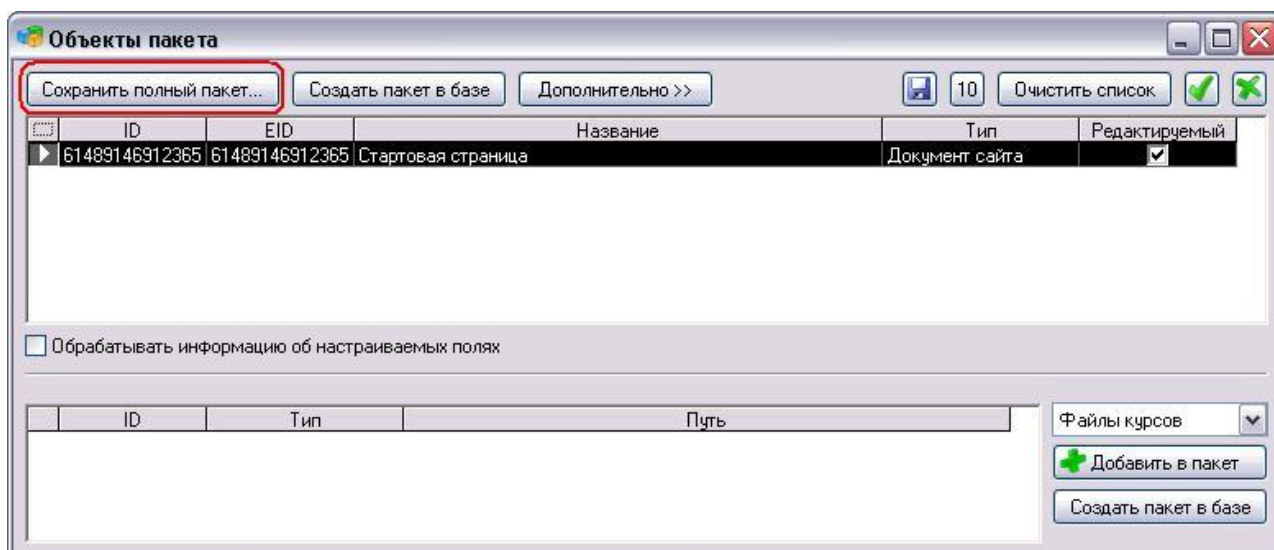 Объекты пакета
Сохранить полный пакет... Создать пакет в базе Дополнительно >> 10 Очистить список
ID EID Название Тип Редактируемый
61489146912365 61489146912365 Стартовая страница Документ сайта
Обрабатывать информацию об настраиваемых полях
ID Тип Путь Файлы курсов
Добавить в пакет
Создать пакет в базе